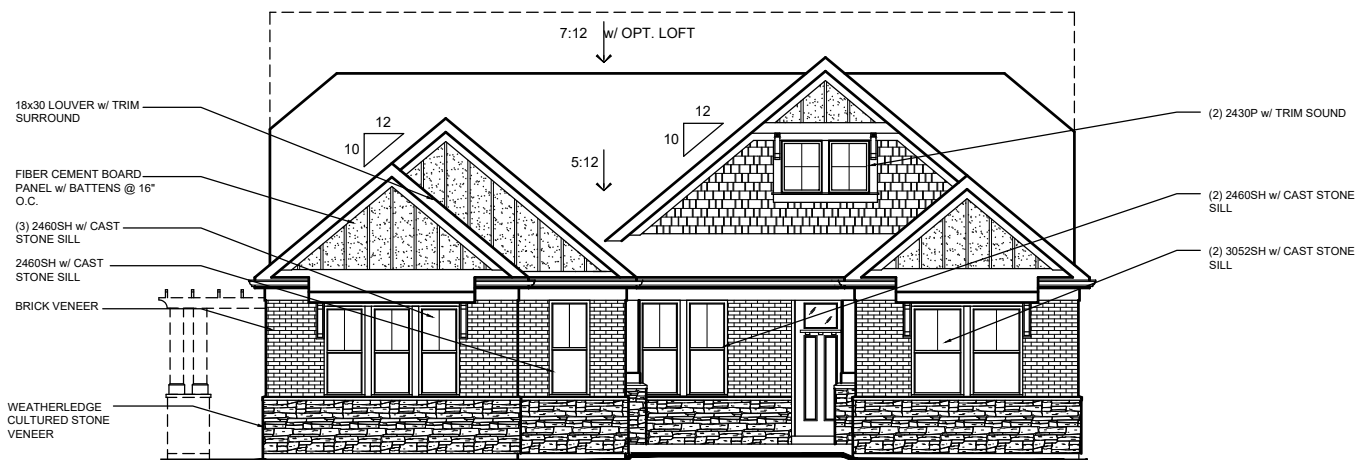 7:12 w/ OPT. LOFT
18x30 LOUVER w/ TRIM
SURROUND
12
10
12
10
5:12
(2) 2430P w/ TRIM SOUND
FIBER CEMENT BOARD
PANEL w/ BATTENS @ 16"
O.C.
(2) 2460SH w/ CAST STONE
SILL
(3) 2460SH w/ CAST
STONE SILL
(2) 3052SH w/ CAST STONE
SILL
2460SH w/ CAST
STONE SILL
BRICK VENEER
WEATHERLEDGE
CULTURED STONE
VENEER